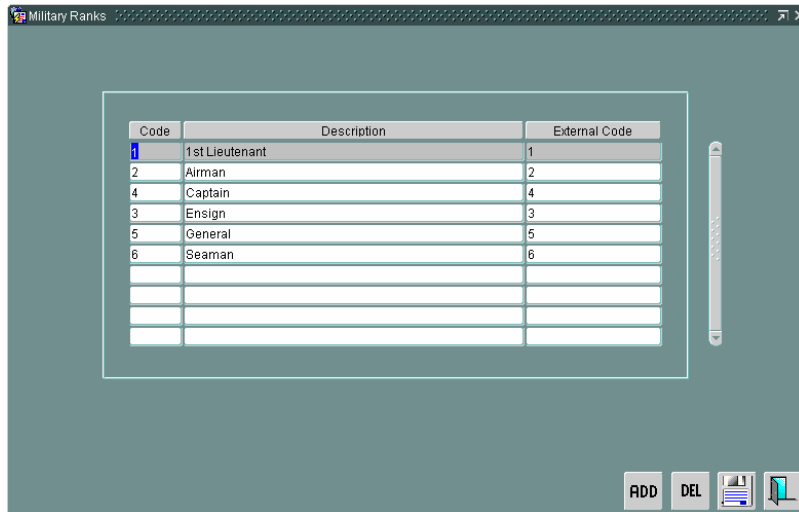 Military Ranks
Code Description External Code
1 1st Lieutenant 1
2 Airman 2
4 Captain 4
3 Ensign 3
5 General 5
6 Seaman 6
ADD DEL